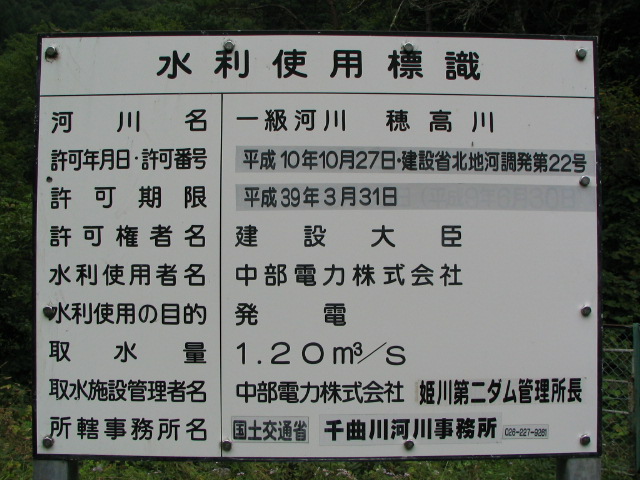 水利使用標識
河川名 一級河川 穂高川
許可年月日・許可番号 平成10年10月27日・建設省北地河調発第22号
許可期限 平成39年3月31日
許可権者名 建設大臣
水利使用者名 中部電力株式会社
水利使用の目的 発電
取水量 1.20m³/s
取水施設管理者名 中部電力株式会社 姫川第二ダム管理所長
所轄事務所名 国土交通省 千曲川河川事務所 026-227-9261